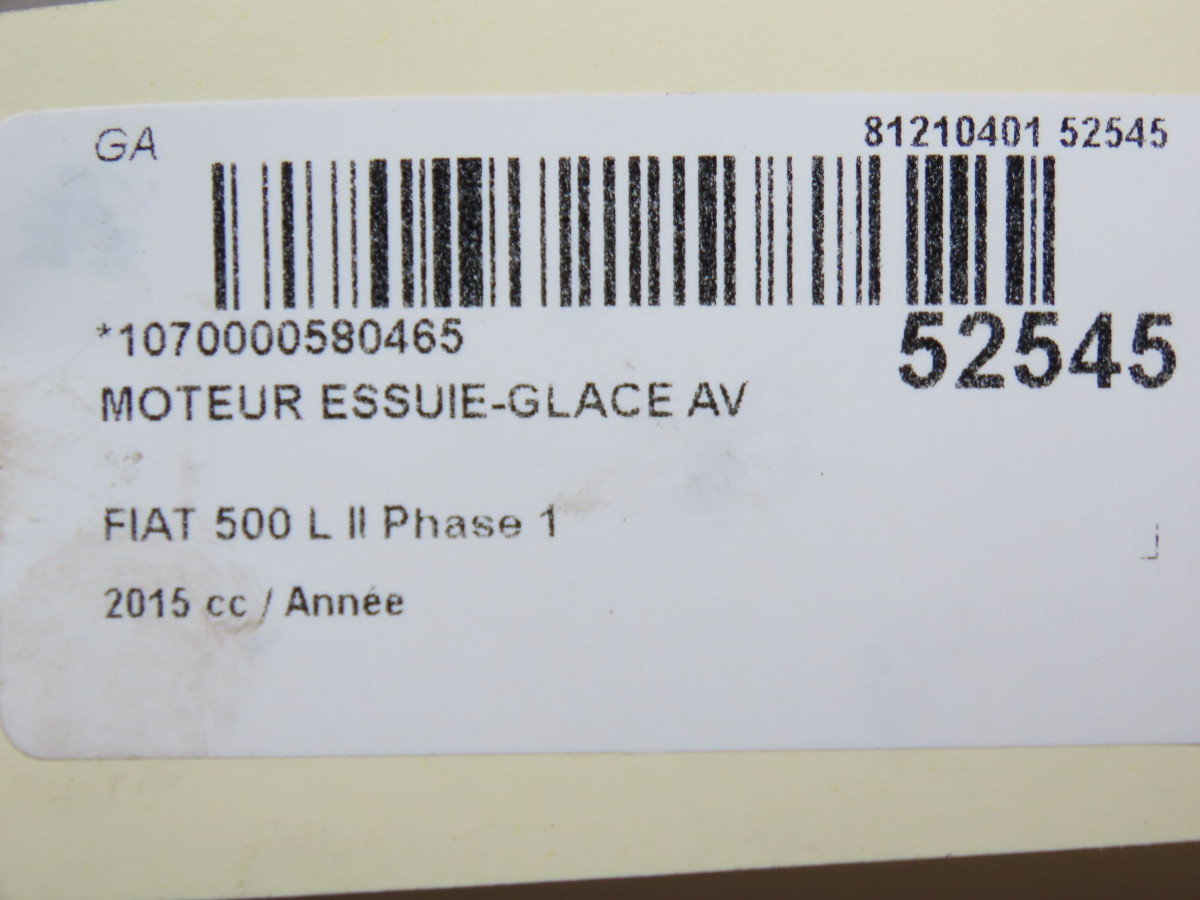 GA
81210401 52545
*1070000580465
52545
MOTEUR ESSUIE-GLACE AV
FIAT 500 L II Phase 1
2015 cc / Année